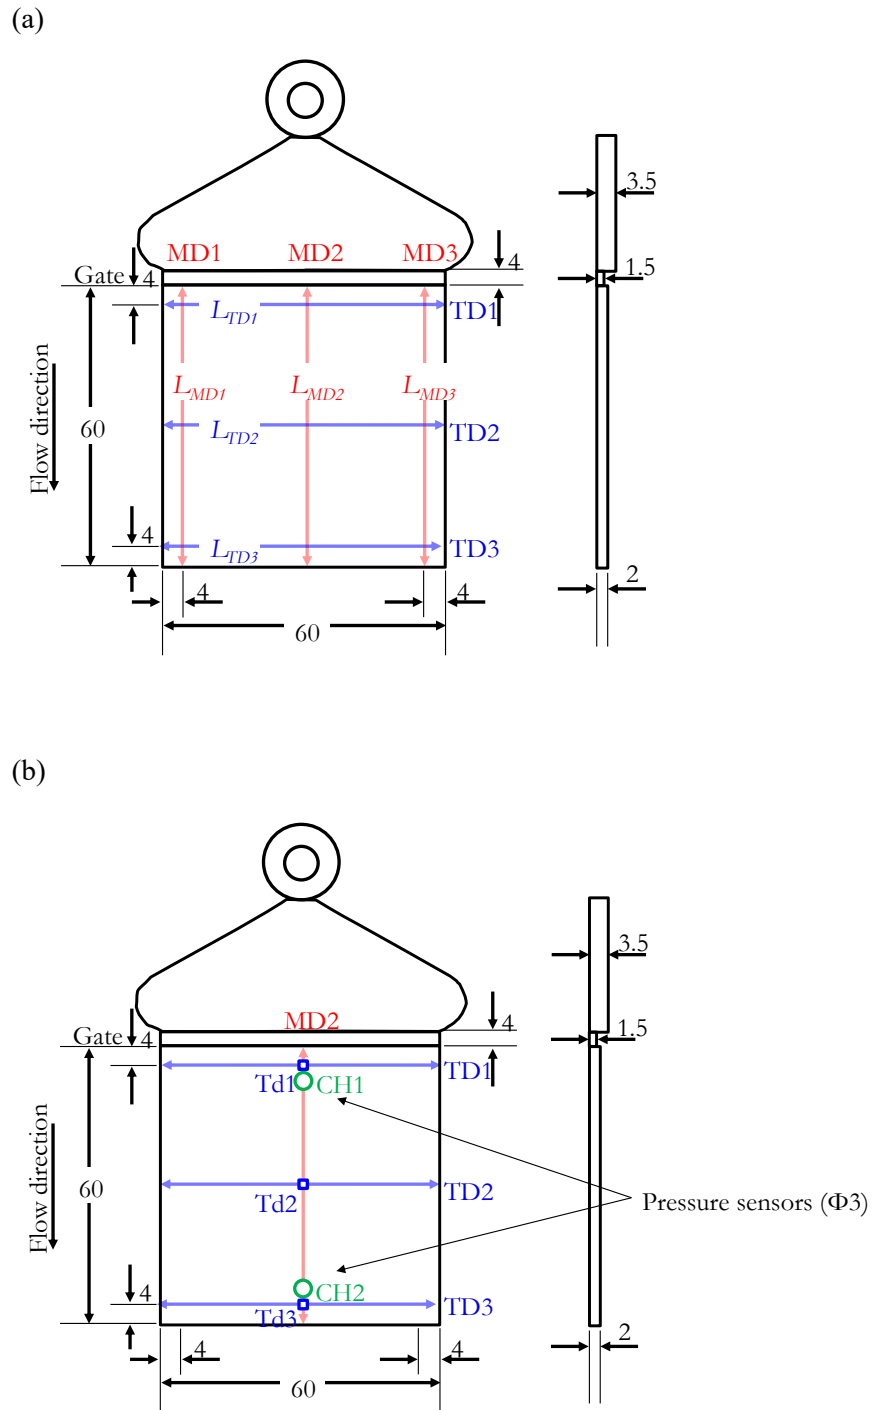 (a)
3.5
MD1 MD2 MD3
Gate 4 4 1.5
L_TD1 TD1
L_MD1 L_MD2 L_MD3
Flow direction
60
L_TD2 TD2
4
L_TD3 TD3
2
4 4
60
(b)
3.5
MD2
Gate 4 4 1.5
TD1
Td1 CH1
Flow direction
60
TD2
Td2
Pressure sensors (Φ3)
4
CH2
TD3
Td3
2
4 4
60